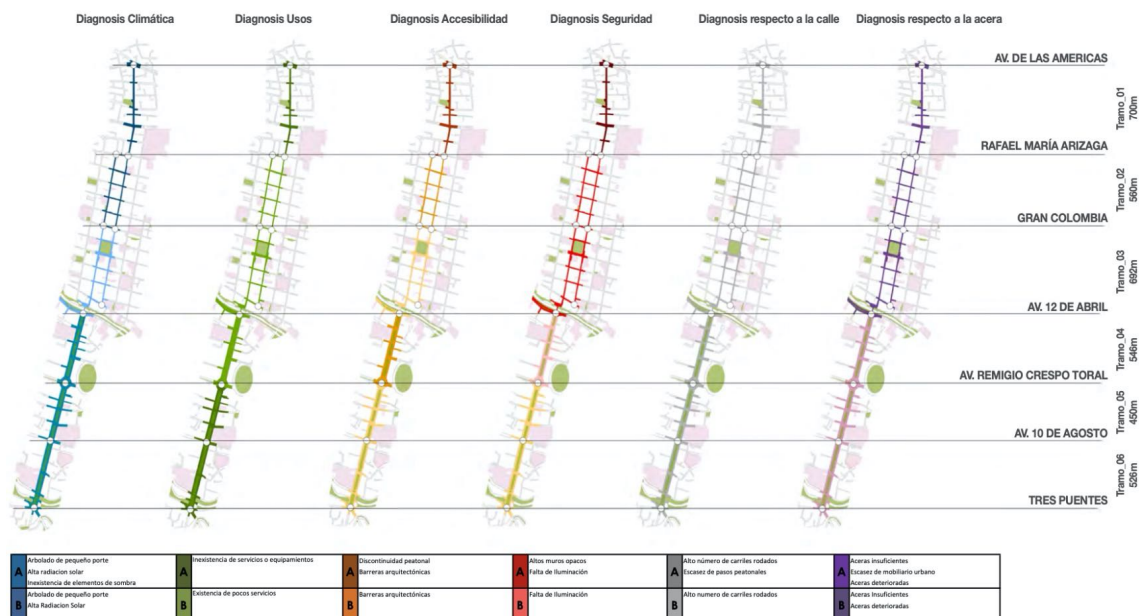 Diagnosis Climática
Diagnosis Usos
Diagnosis Accesibilidad
Diagnosis Seguridad
Diagnosis respecto a la calle
Diagnosis respecto a la acera
AV. DE LAS AMERICAS
Tramo_01
700m
RAFAEL MARÍA ARIZAGA
Tramo_02
560m
GRAN COLOMBIA
Tramo_03
692m
AV. 12 DE ABRIL
Tramo_04
546m
AV. REMIGIO CRESPO TORAL
Tramo_05
450m
AV. 10 DE AGOSTO
Tramo_06
526m
TRES PUENTES
A
Arbolado de pequeño porte
Alta radiacion solar
Inexistencia de elementos de sombra
A
Inexistencia de servicios o equipamientos
A
Discontinuidad peatonal
Barreras arquitectónicas
A
Altos muros opacos
Falta de Iluminación
A
Alto número de carriles rodados
Escasez de pasos peatonales
A
Aceras insuficientes
Escasez de mobiliario urbano
Aceras deterioradas
B
Arbolado de pequeño porte
Alta Radiacion Solar
B
Existencia de pocos servicios
B
Barreras arquitectónicas
B
Falta de Iluminación
B
Alto numero de carriles rodados
B
Aceras Insuficientes
Aceras deterioradas